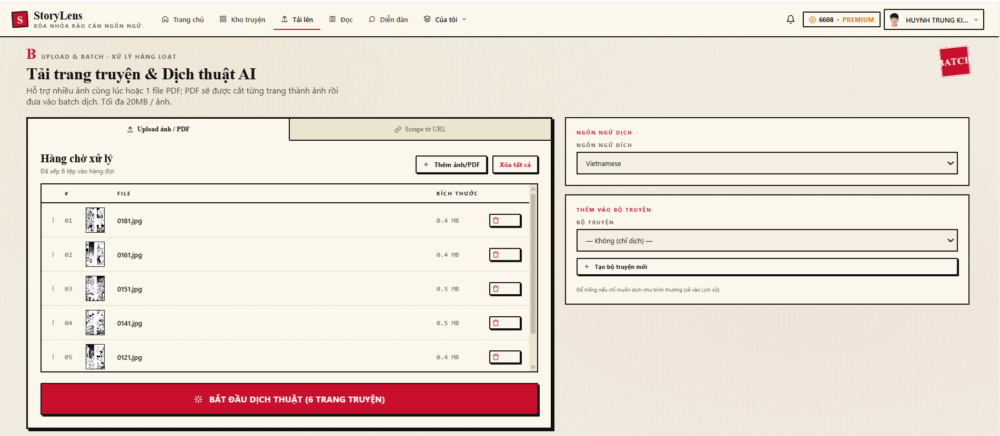 S
StoryLens
XÓA NHÒA RÀO CẢN NGÔN NGỮ
Trang chủ
Kho truyện
Tải lên
Đọc
Diễn đàn
Của tôi
6608 · PREMIUM
HUYNH TRUNG KI...
B UPLOAD & BATCH · XỬ LÝ HÀNG LOẠT
Tải trang truyện & Dịch thuật AI
Hỗ trợ nhiều ảnh cùng lúc hoặc 1 file PDF; PDF sẽ được cắt từng trang thành ảnh rồi
đưa vào batch dịch. Tối đa 20MB / ảnh.
BATCH
Upload ảnh / PDF
Scrape từ URL
Hàng chờ xử lý
Đã xếp 6 tệp vào hàng đợi
+ Thêm ảnh/PDF
Xóa tất cả
# FILE KÍCH THƯỚC
01 0181.jpg 0.4 MB
02 0161.jpg 0.4 MB
03 0151.jpg 0.5 MB
04 0141.jpg 0.5 MB
05 0121.jpg 0.4 MB
BẮT ĐẦU DỊCH THUẬT (6 TRANG TRUYỆN)
NGÔN NGỮ DỊCH
NGÔN NGỮ ĐÍCH
Vietnamese
THÊM VÀO BỘ TRUYỆN
BỘ TRUYỆN
— Không (chỉ dịch) —
+ Tạo bộ truyện mới
Để trống nếu chỉ muốn dịch như bình thường (sẽ vào Lịch sử).